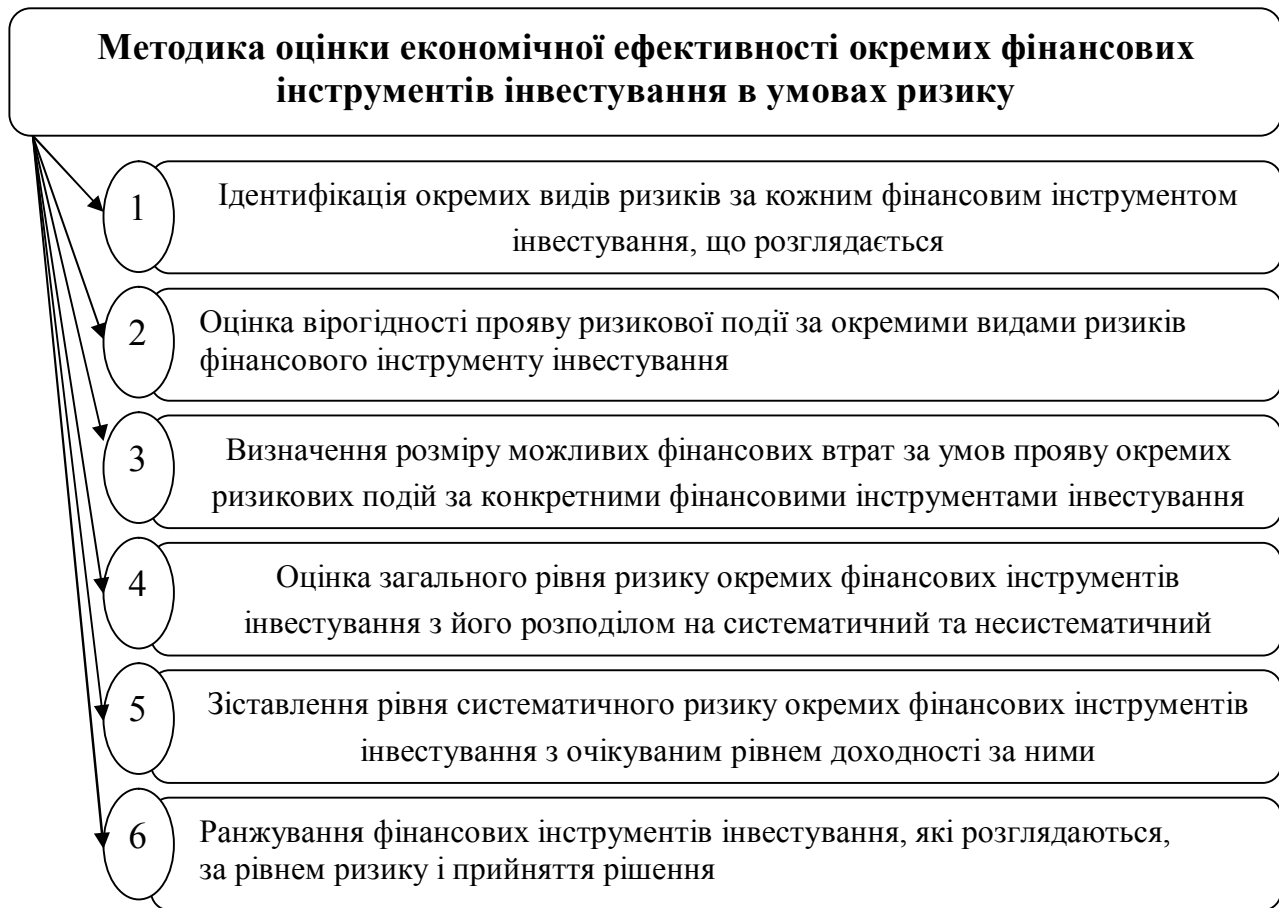 Методика оцінки економічної ефективності окремих фінансових
інструментів інвестування в умовах ризику
1
Ідентифікація окремих видів ризиків за кожним фінансовим інструментом
інвестування, що розглядається
2
Оцінка вірогідності прояву ризикової події за окремими видами ризиків
фінансового інструменту інвестування
3
Визначення розміру можливих фінансових втрат за умов прояву окремих
ризикових подій за конкретними фінансовими інструментами інвестування
4
Оцінка загального рівня ризику окремих фінансових інструментів
інвестування з його розподілом на систематичний та несистематичний
5
Зіставлення рівня систематичного ризику окремих фінансових інструментів
інвестування з очікуваним рівнем доходності за ними
6
Ранжування фінансових інструментів інвестування, які розглядаються,
за рівнем ризику і прийняття рішення